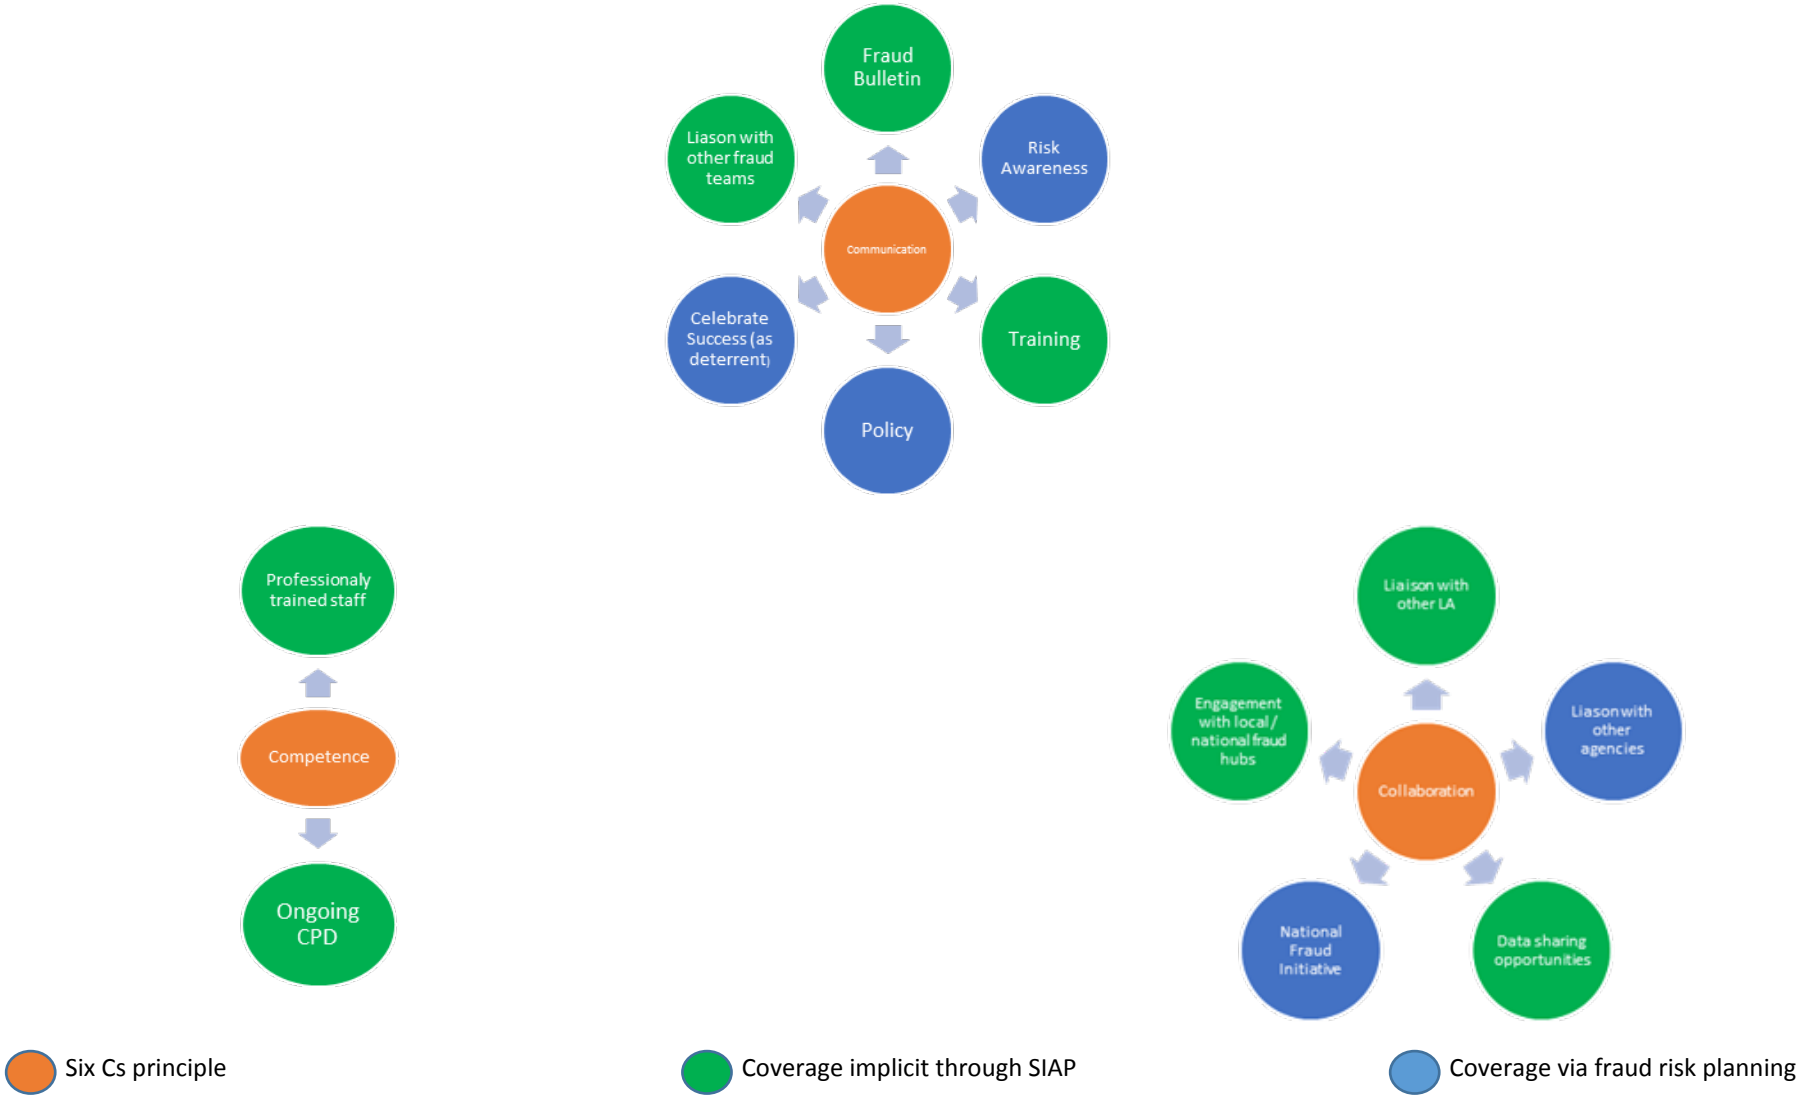 Fraud
Bulletin
Liason with
other fraud
teams
Risk
Awareness
Communication
Celebrate
Success (as
deterrent)
Training
Policy
Professionaly
trained staff
Competence
Ongoing
CPD
Liaison with
other LA
Engagement
with local/
national fraud
hubs
Liason with
other
agencies
Collaboration
National
Fraud
Initiative
Data sharing
opportunities
Six Cs principle
Coverage implicit through SIAP
Coverage via fraud risk planning